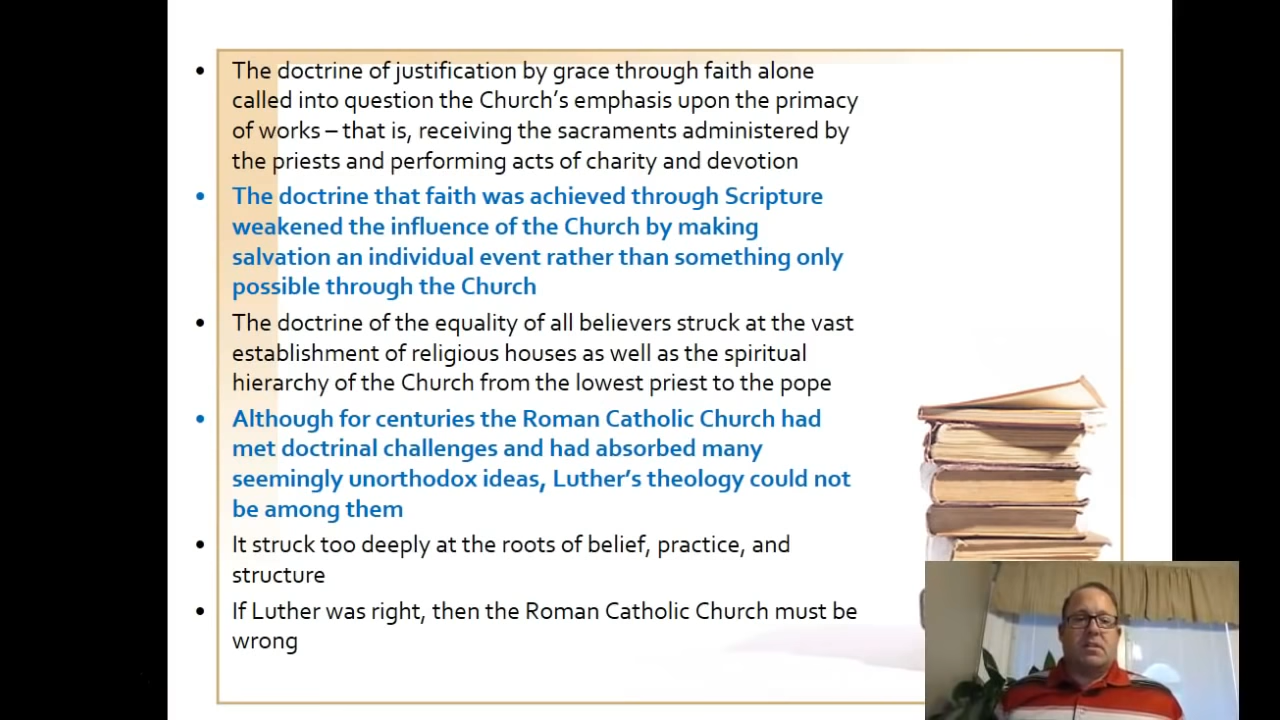 • The doctrine of justification by grace through faith alone
called into question the Church's emphasis upon the primacy
of works – that is, receiving the sacraments administered by
the priests and performing acts of charity and devotion
• The doctrine that faith was achieved through Scripture
weakened the influence of the Church by making
salvation an individual event rather than something only
possible through the Church
• The doctrine of the equality of all believers struck at the vast
establishment of religious houses as well as the spiritual
hierarchy of the Church from the lowest priest to the pope
• Although for centuries the Roman Catholic Church had
met doctrinal challenges and had absorbed many
seemingly unorthodox ideas, Luther's theology could not
be among them
• It struck too deeply at the roots of belief, practice, and
structure
• If Luther was right, then the Roman Catholic Church must be
wrong